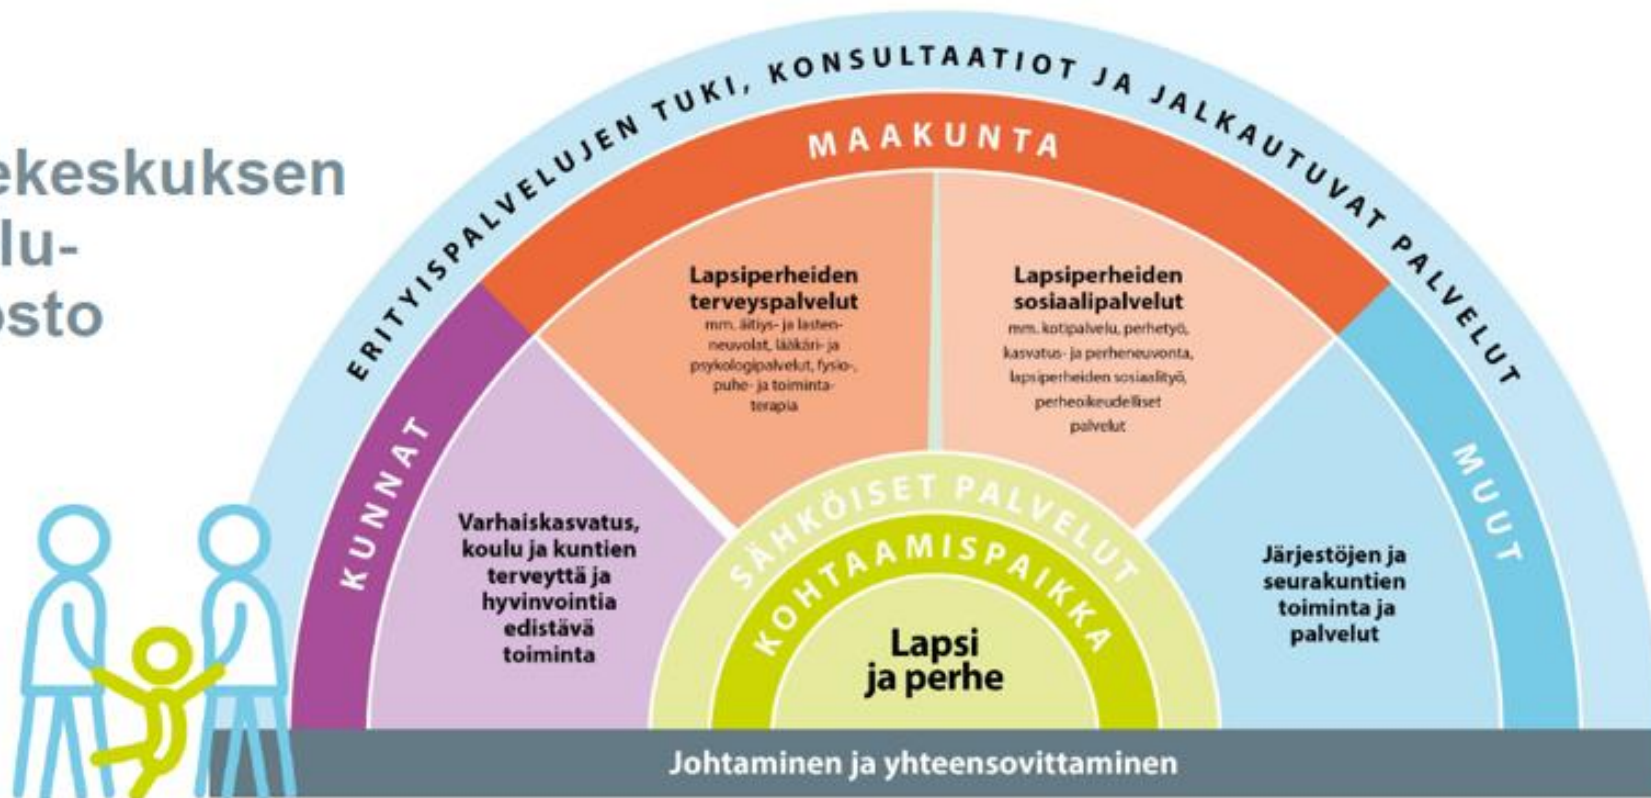 ekeskuksen
lu-
osto
ERITYISPALVELUJEN TUKI, KONSULTAATIOT JA JALKAUTUVAT PALVELUT
MAAKUNTA
KUNNAT
MUUT
Lapsiperheiden
terveyspalvelut
mm. äitiys- ja lasten-
neuvolat, lääkäri- ja
psykologipalvelut, fysio-,
puhe- ja toiminta-
terapia
Lapsiperheiden
sosiaalipalvelut
mm. kotipalvelu, perhetyö,
kasvatus- ja perheneuvonta,
lapsiperheiden sosiaalityö,
perheoikeudelliset
palvelut
Varhaiskasvatus,
koulu ja kuntien
terveyttä ja
hyvinvointia
edistävä
toiminta
Järjestöjen ja
seurakuntien
toiminta ja
palvelut
SÄHKÖISET PALVELUT
KOHTAAMISPAIKKA
Lapsi
ja perhe
Johtaminen ja yhteensovittaminen